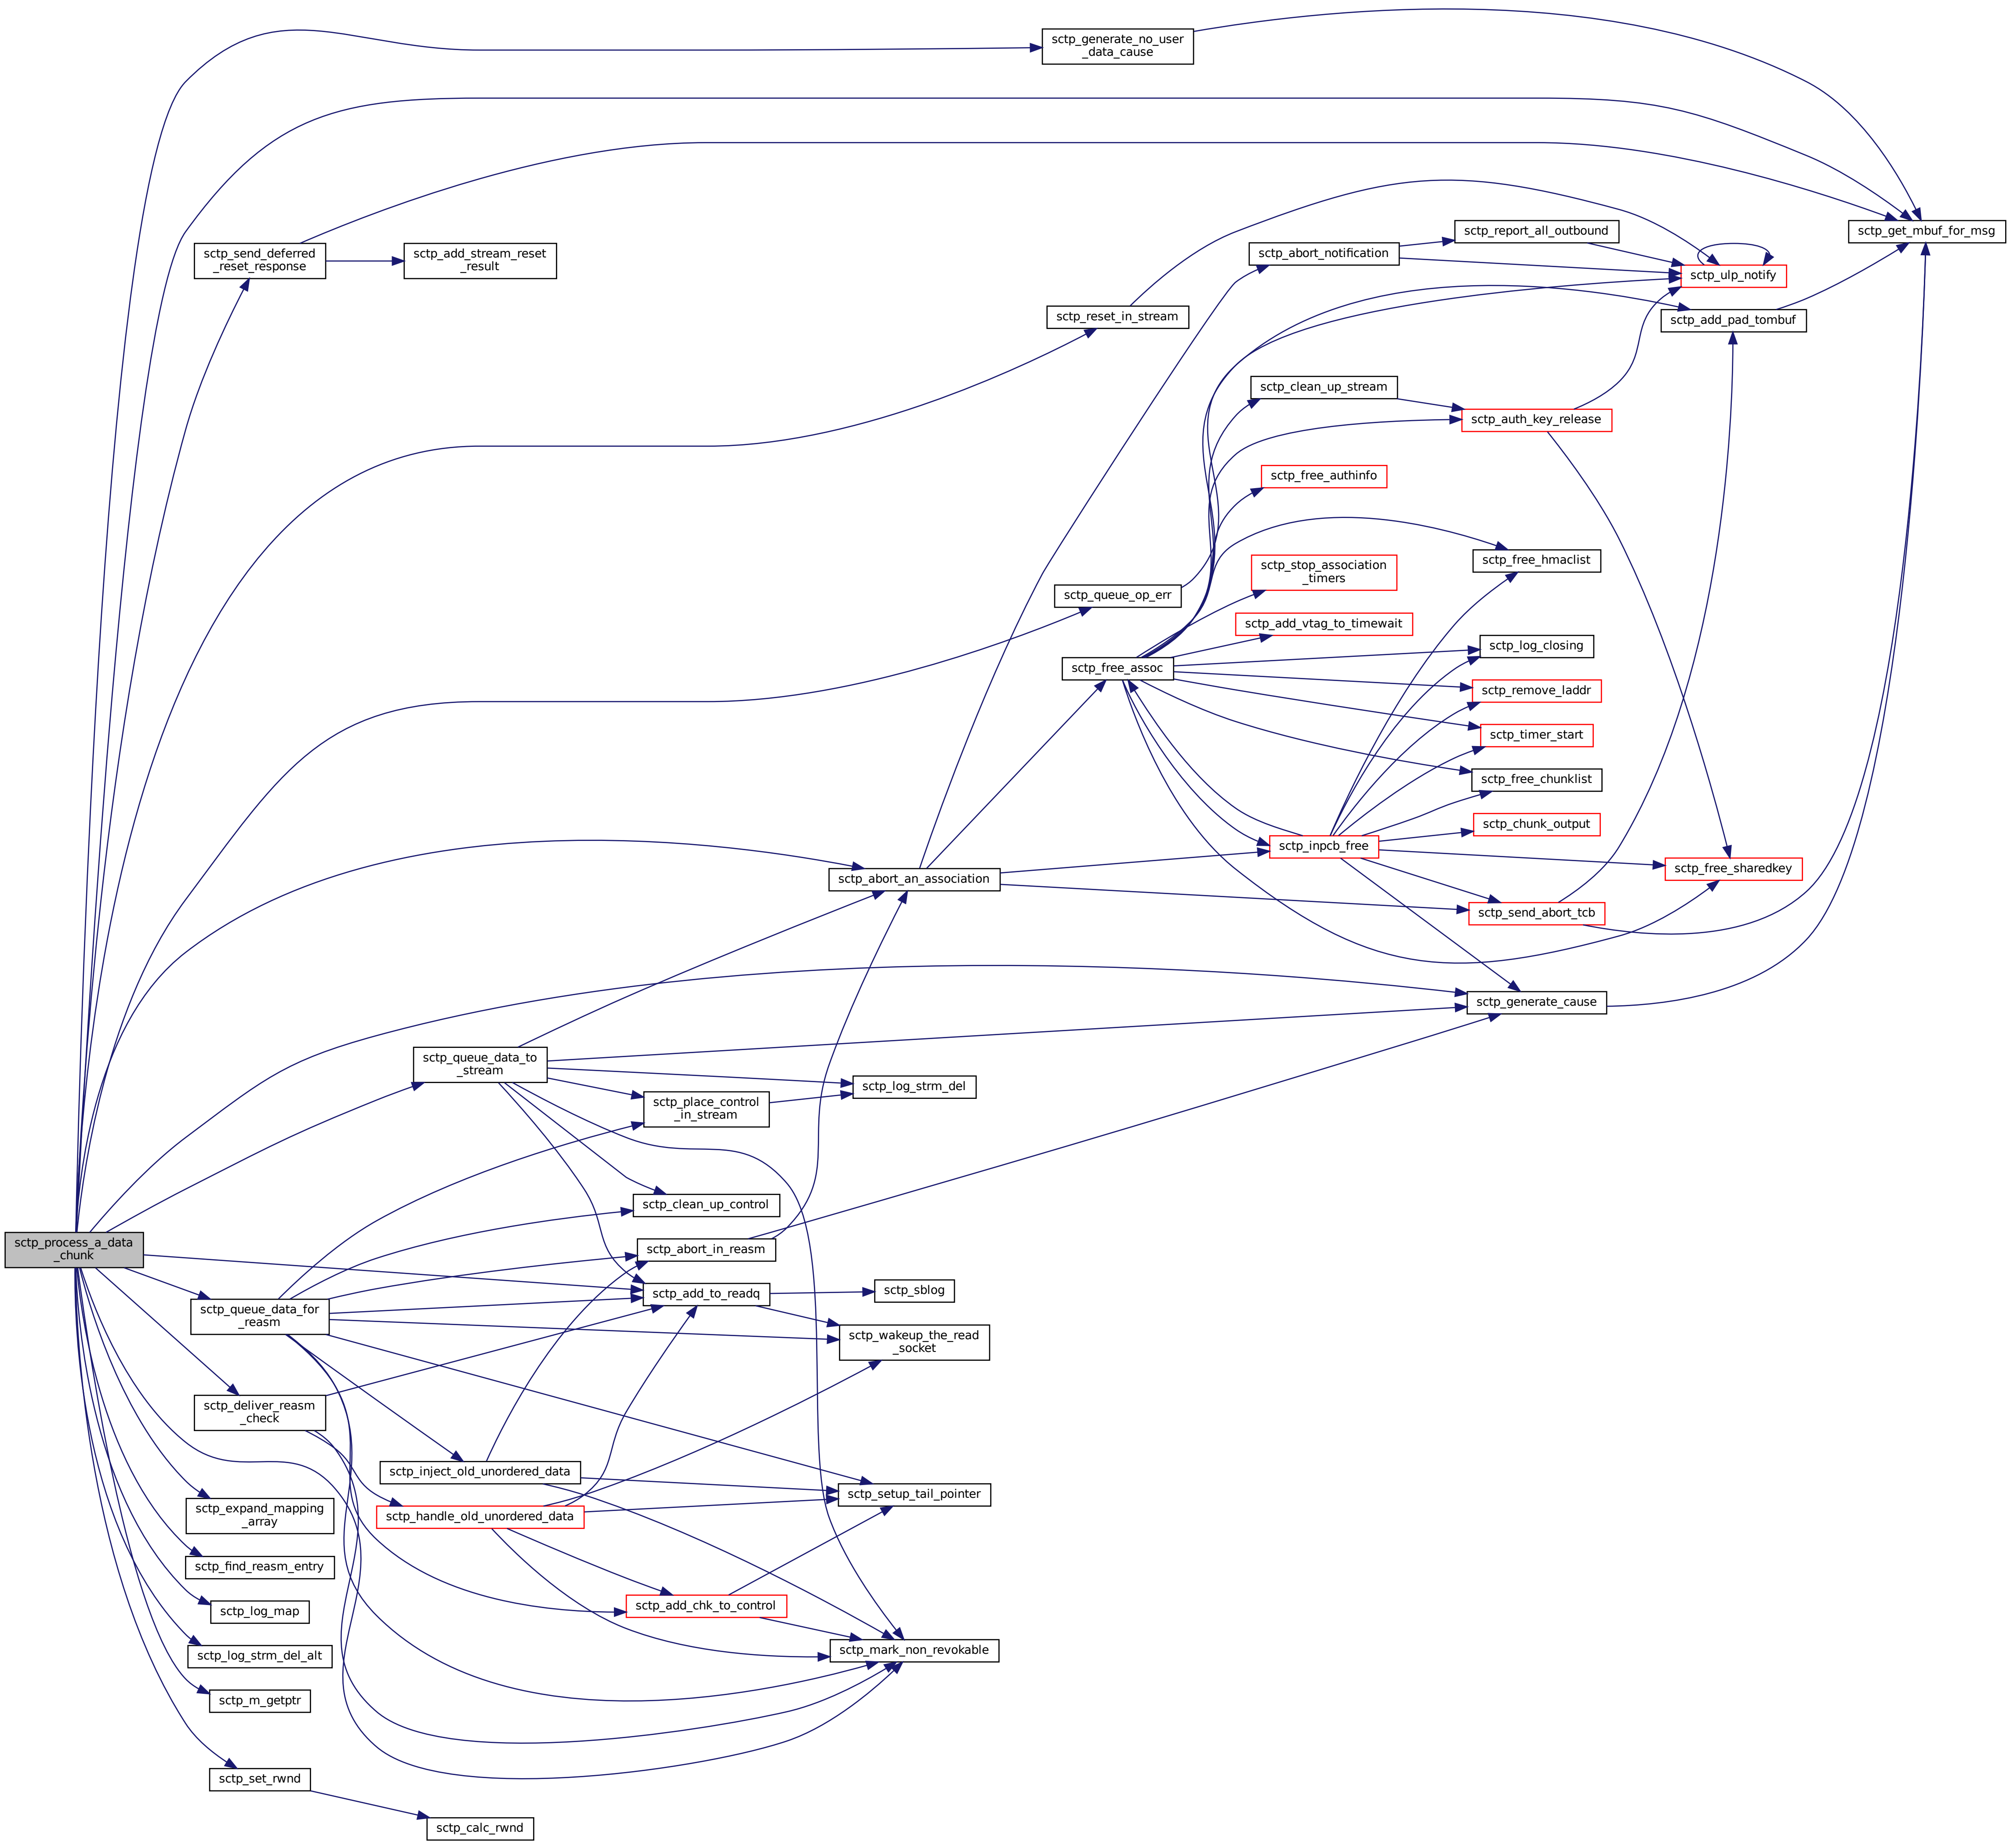 sctp_generate_no_user
_data_cause
sctp_report_all_outbound
sctp_get_mbuf_for_msg
sctp_send_deferred
_reset_response
sctp_add_stream_reset
_result
sctp_abort_notification
sctp_ulp_notify
sctp_reset_in_stream
sctp_add_pad_tombuf
sctp_clean_up_stream
sctp_auth_key_release
sctp_free_authinfo
sctp_free_hmaclist
sctp_stop_association
_timers
sctp_queue_op_err
sctp_add_vtag_to_timewait
sctp_log_closing
sctp_free_assoc
sctp_remove_laddr
sctp_timer_start
sctp_free_chunklist
sctp_chunk_output
sctp_inpcb_free
sctp_free_sharedkey
sctp_abort_an_association
sctp_send_abort_tcb
sctp_generate_cause
sctp_queue_data_to
_stream
sctp_log_strm_del
sctp_place_control
_in_stream
sctp_clean_up_control
sctp_process_a_data
_chunk
sctp_abort_in_reasm
sctp_add_to_readq
sctp_sblog
sctp_queue_data_for
_reasm
sctp_wakeup_the_read
_socket
sctp_deliver_reasm
_check
sctp_inject_old_unordered_data
sctp_setup_tail_pointer
sctp_expand_mapping
_array
sctp_handle_old_unordered_data
sctp_find_reasm_entry
sctp_add_chk_to_control
sctp_log_map
sctp_mark_non_revokable
sctp_log_strm_del_alt
sctp_m_getptr
sctp_set_rwnd
sctp_calc_rwnd